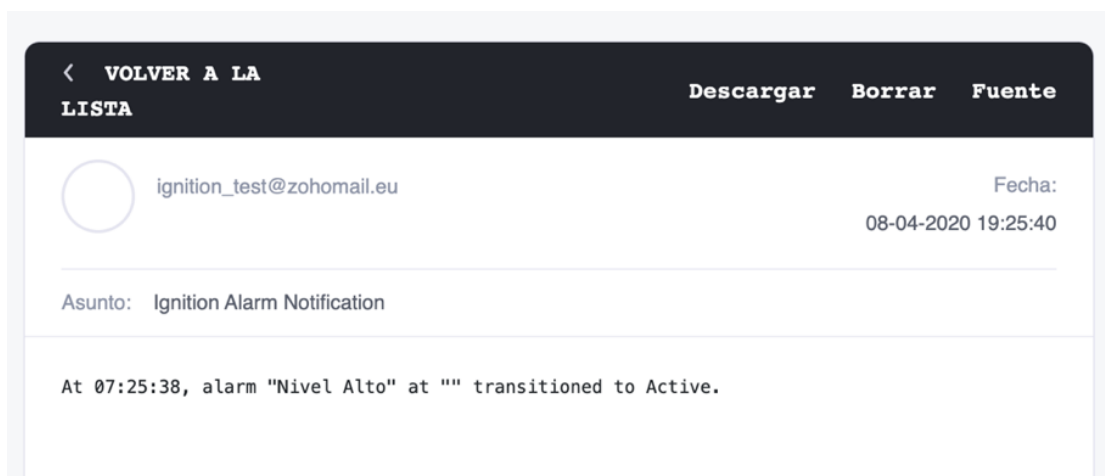 VOLVER A LA
LISTA
Descargar Borrar Fuente
ignition_test@zohomail.eu
Fecha:
08-04-2020 19:25:40
Asunto: Ignition Alarm Notification
At 07:25:38, alarm "Nivel Alto" at "" transitioned to Active.